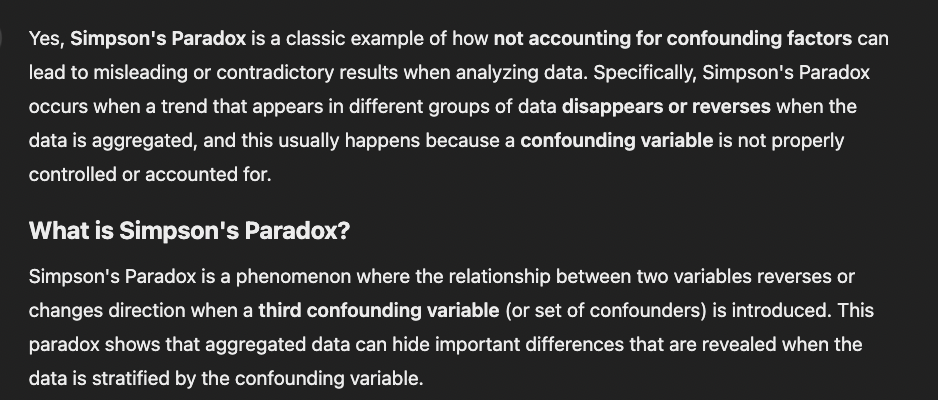 Yes, Simpson's Paradox is a classic example of how not accounting for confounding factors can
lead to misleading or contradictory results when analyzing data. Specifically, Simpson's Paradox
occurs when a trend that appears in different groups of data disappears or reverses when the
data is aggregated, and this usually happens because a confounding variable is not properly
controlled or accounted for.
What is Simpson's Paradox?
Simpson's Paradox is a phenomenon where the relationship between two variables reverses or
changes direction when a third confounding variable (or set of confounders) is introduced. This
paradox shows that aggregated data can hide important differences that are revealed when the
data is stratified by the confounding variable.